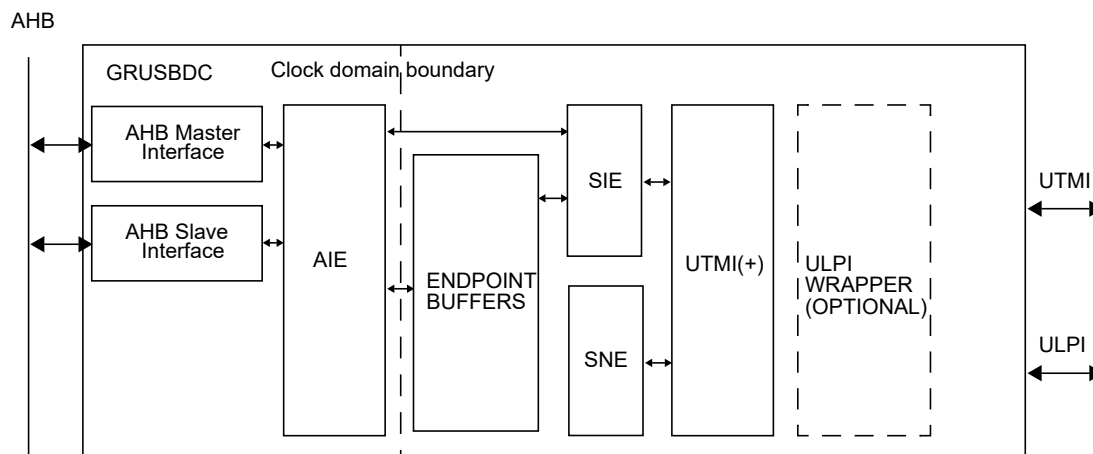 AHB
GRUSBDC
Clock domain boundary
AHB Master
Interface
SIE
UTMI
AHB Slave
Interface
AIE
ENDPOINT
BUFFERS
UTMI(+)
ULPI
WRAPPER
(OPTIONAL)
SNE
ULPI